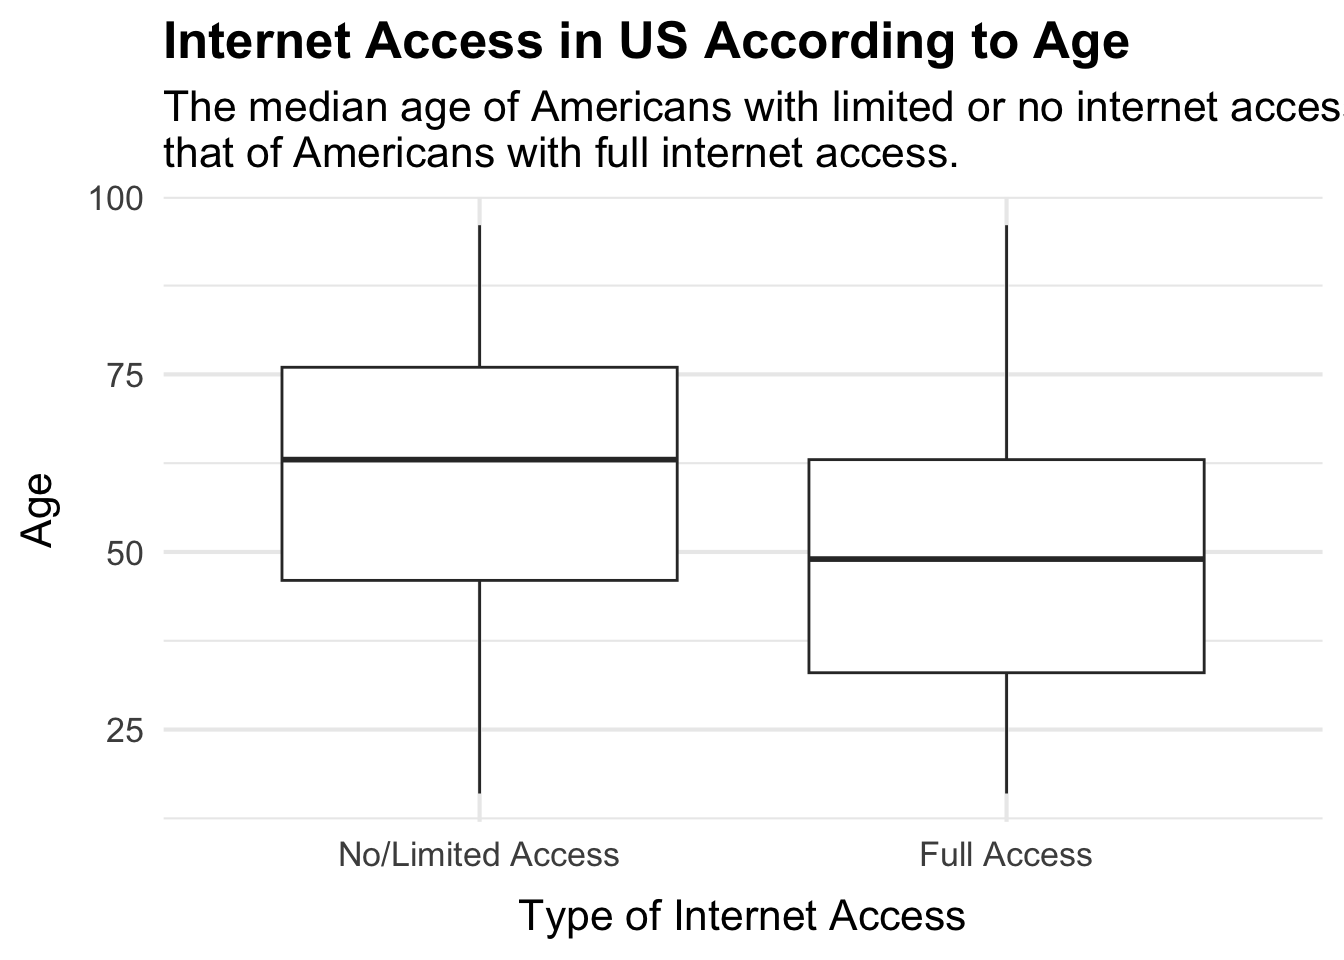 Internet Access in US According to Age
The median age of Americans with limited or no internet
that of Americans with full internet access.
100
75
50
25
Age
No/Limited Access
Full Access
Type of Internet Access